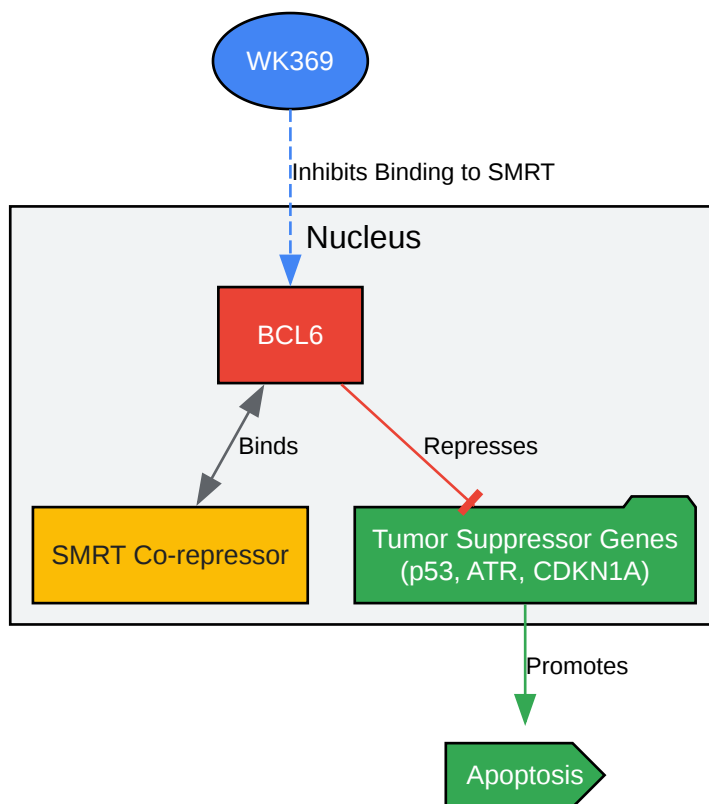 WK369
Inhibits Binding to SMRT
Nucleus
BCL6
Binds
Represses
SMRT Co-repressor
Tumor Suppressor Genes
(p53, ATR, CDKN1A)
Promotes
Apoptosis